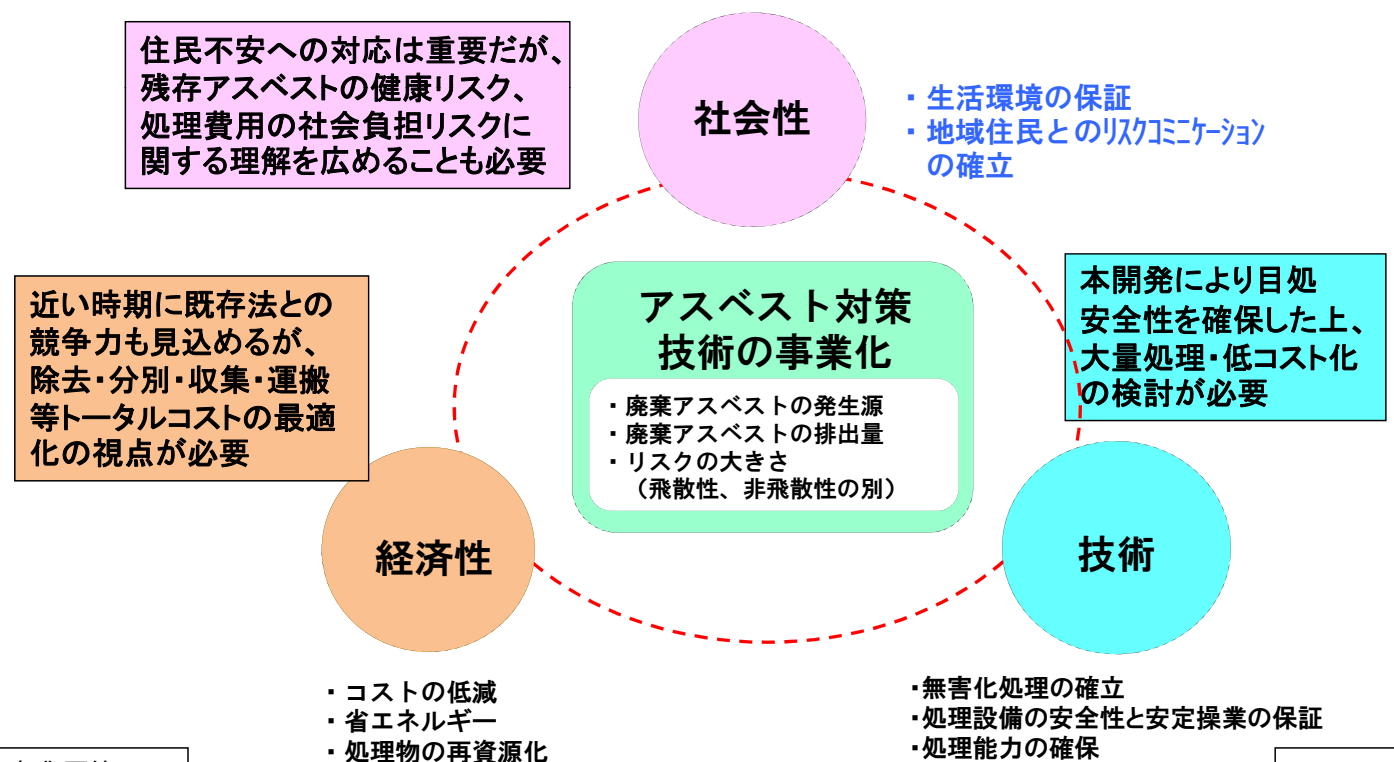 住民不安への対応は重要だが、
残存アスベストの健康リスク、
処理費用の社会負担リスクに
関する理解を広めることも必要
社会性
・生活環境の保証
・地域住民とのリスクコミニケーション
の確立
近い時期に既存法との
競争力も見込めるが、
除去・分別・収集・運搬
等トータルコストの最適
化の視点が必要
アスベスト対策
技術の事業化
・廃棄アスベストの発生源
・廃棄アスベストの排出量
・リスクの大きさ
（飛散性、非飛散性の別）
本開発により目処
安全性を確保した上、
大量処理・低コスト化
の検討が必要
経済性
技術
・コストの低減
・省エネルギー
・処理物の再資源化
・無害化処理の確立
・処理設備の安全性と安定操業の保証
・処理能力の確保